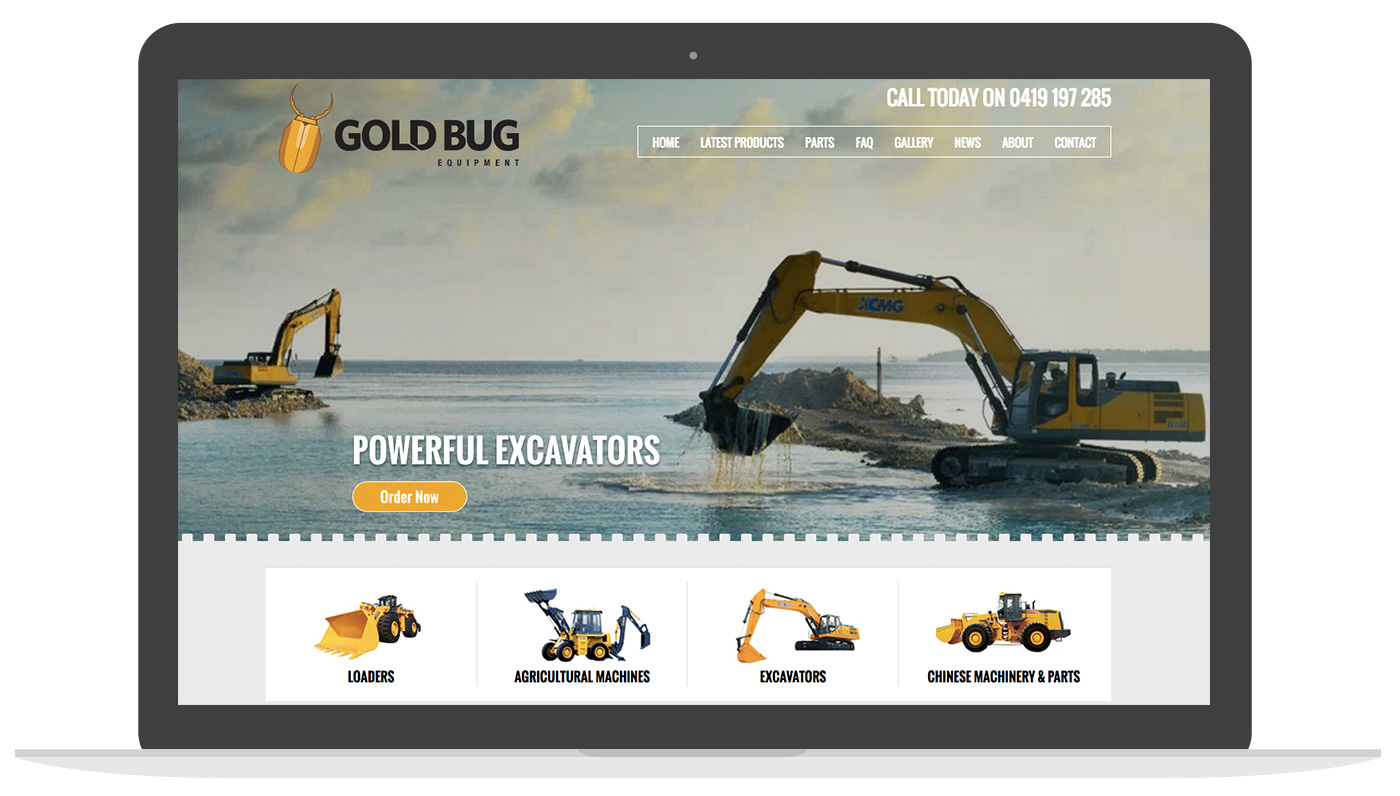 CALL TODAY ON 0419 197 285
GOLD BUG
EQUIPMENT
HOME LATEST PRODUCTS PARTS FAQ GALLERY NEWS ABOUT CONTACT
XCMG
POWERFUL EXCAVATORS
Order Now
LOADERS AGRICULTURAL MACHINES EXCAVATORS CHINESE MACHINERY & PARTS